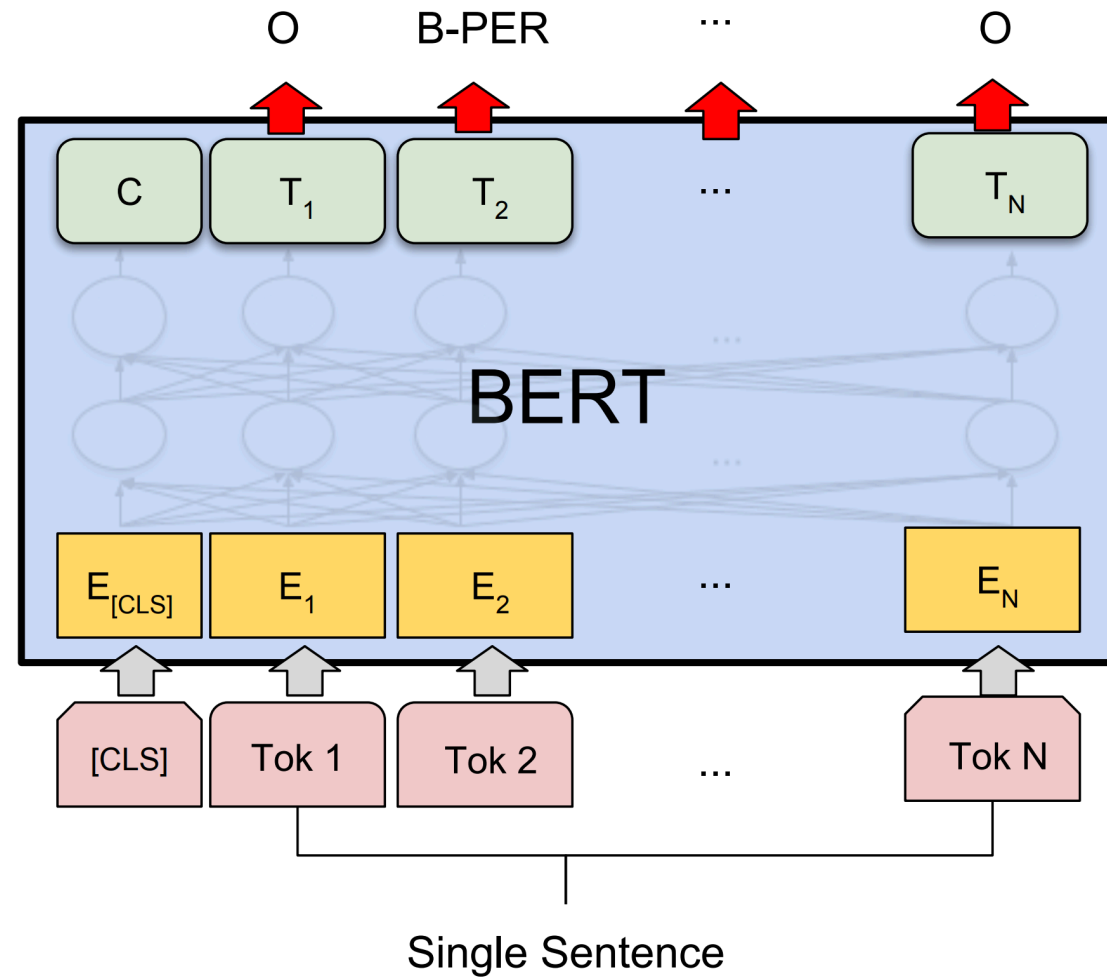 O B-PER ... O
C T1 T2 ... TN
...
BERT
...
E[CLS] E1 E2 ... EN
[CLS] Tok 1 Tok 2 ... Tok N
Single Sentence